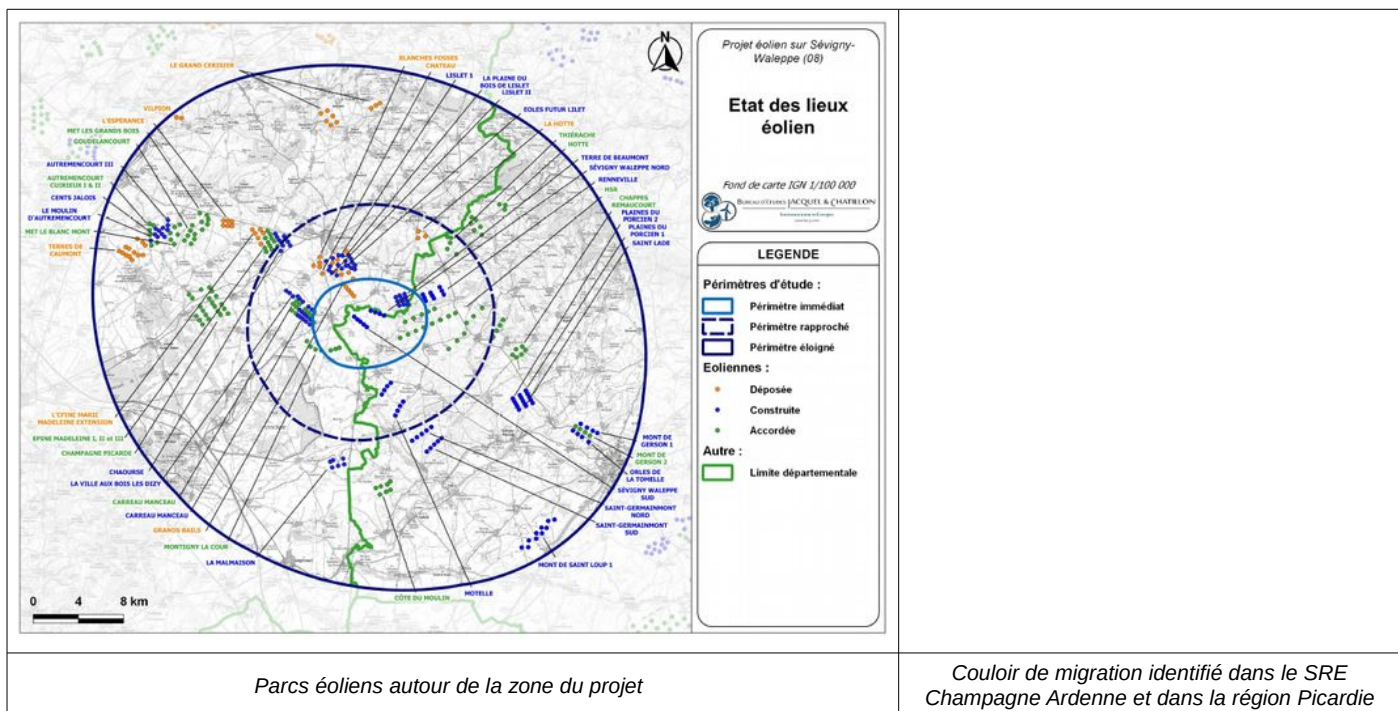 LE GRAND CERISIER
VILPION
L'ESPERANCE
MET LES GRANDS BOIS
GOUDELANCOURT
AUTREMENCOURT III
AUTREMENCOURT
CUIRIEUX I & II
CENTS JALOIS
LE MOULIN
D'AUTREMENCOURT
MET LE BLANC MONT
TERRES DE
CAUMONT
BLANCHES FOSSES
CHATEAU
LISLET 1
LA PLAINE DU
BOIS DE LISLET
LISLET II
EOLES FUTUR LILET
LA HOTTE
THIÉRACHE
HOTTE
TERRE DE BEAUMONT
SÉVIGNY WALEPPE NORD
RENNEVILLE
HSR
CHAPPES
REMAUCOURT
PLAINES DU
PORCIEN 2
PLAINES DU
PORCIEN 1
SAINT LADE
L'EPINE MARIE
MADELEINE EXTENSION
EPINE MADELEINE I, II et III
CHAMPAGNE PICARDE
CHAOURSE
LA VILLE AUX BOIS LES DIZY
CARREAU MANCEAU
CARREAU MANCEAU
GRANDS BAILS
MONTIGNY LA COUR
LA MALMAISON
CÔTE DU MOULIN
MOTELLE
MONT DE SAINT LOUP 1
SAINT-GERMAINMONT
SUD
SAINT-GERMAINMONT
NORD
SÉVIGNY WALEPPE
SUD
ORLES DE
LA TOMELLE
MONT DE
GERSON 2
MONT DE
GERSON 1
0 4 8 km
N
Projet éolien sur Sévigny-
Waleppe (08)
Etat des lieux
éolien
Fond de carte IGN 1/100 000
BUREAU D'ETUDES JACQUEL & CHATILLON
LEGENDE
Périmètres d'étude :
Périmètre immédiat
Périmètre rapproché
Périmètre éloigné
Eoliennes :
Déposée
Construite
Accordée
Autre :
Limite départementale
Parcs éoliens autour de la zone du projet
Couloir de migration identifié dans le SRE
Champagne Ardenne et dans la région Picardie